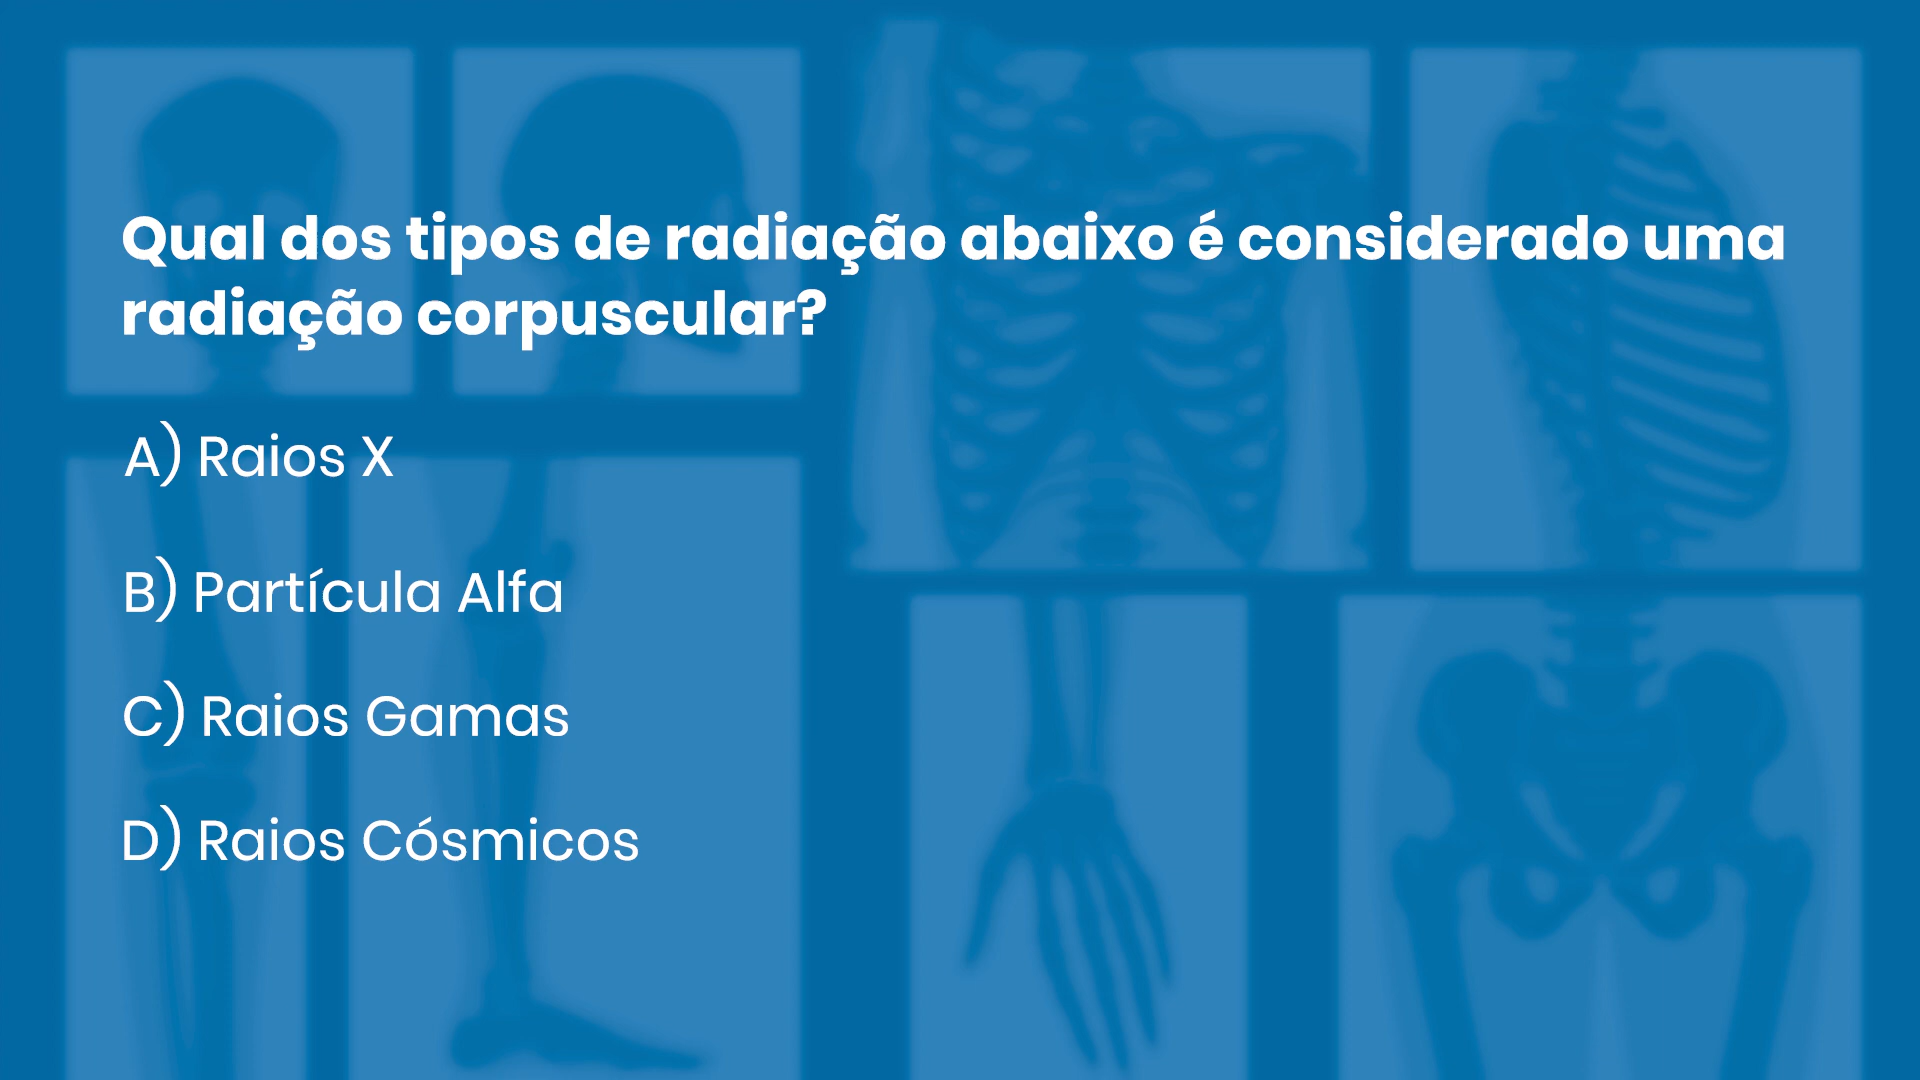 Qual dos tipos de radiação abaixo é considerado uma
radiação corpuscular?
A) Raios X
B) Partícula Alfa
C) Raios Gamas
D) Raios Cósmicos